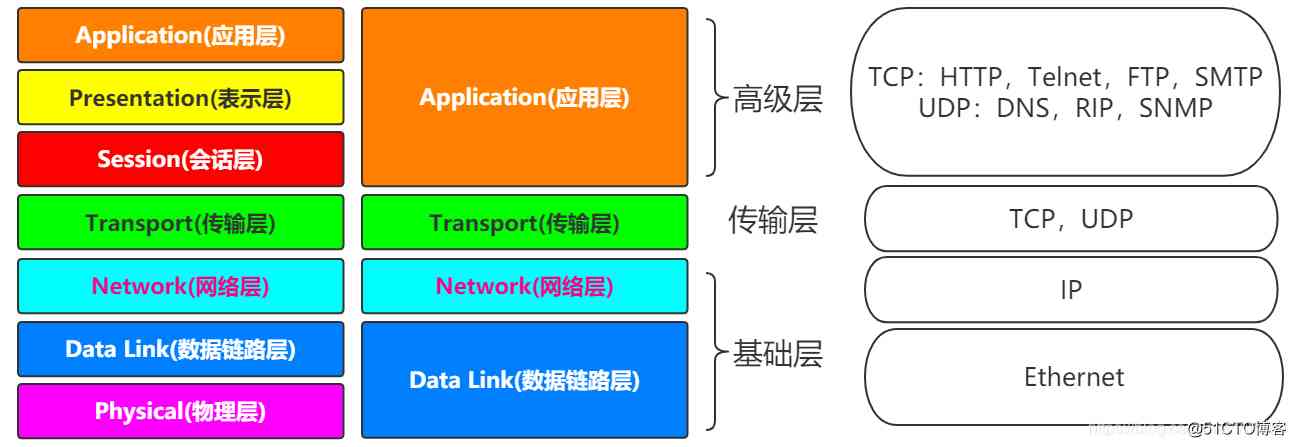 Application(应用层)
Presentation(表示层)
Session(会话层)
Transport(传输层)
Network(网络层)
Data Link(数据链路层)
Physical(物理层)
Application(应用层)
Transport(传输层)
Network(网络层)
Data Link(数据链路层)
高级层
传输层
基础层
TCP：HTTP，Telnet，FTP，SMTP
UDP：DNS，RIP，SNMP
TCP，UDP
IP
Ethernet
@51CTO博客